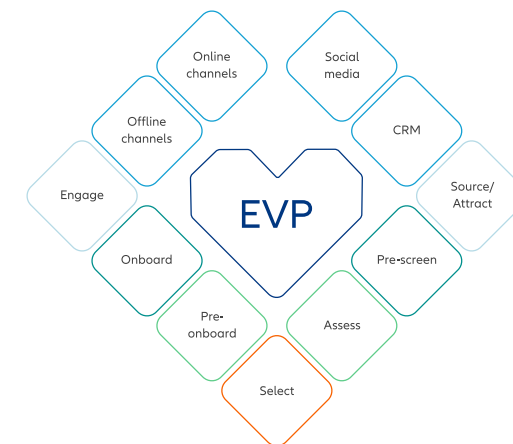 Online
channels
Social
media
Offline
channels
CRM
Engage
EVP
Source/
Attract
Onboard
Pre-screen
Pre-
onboard
Assess
Select